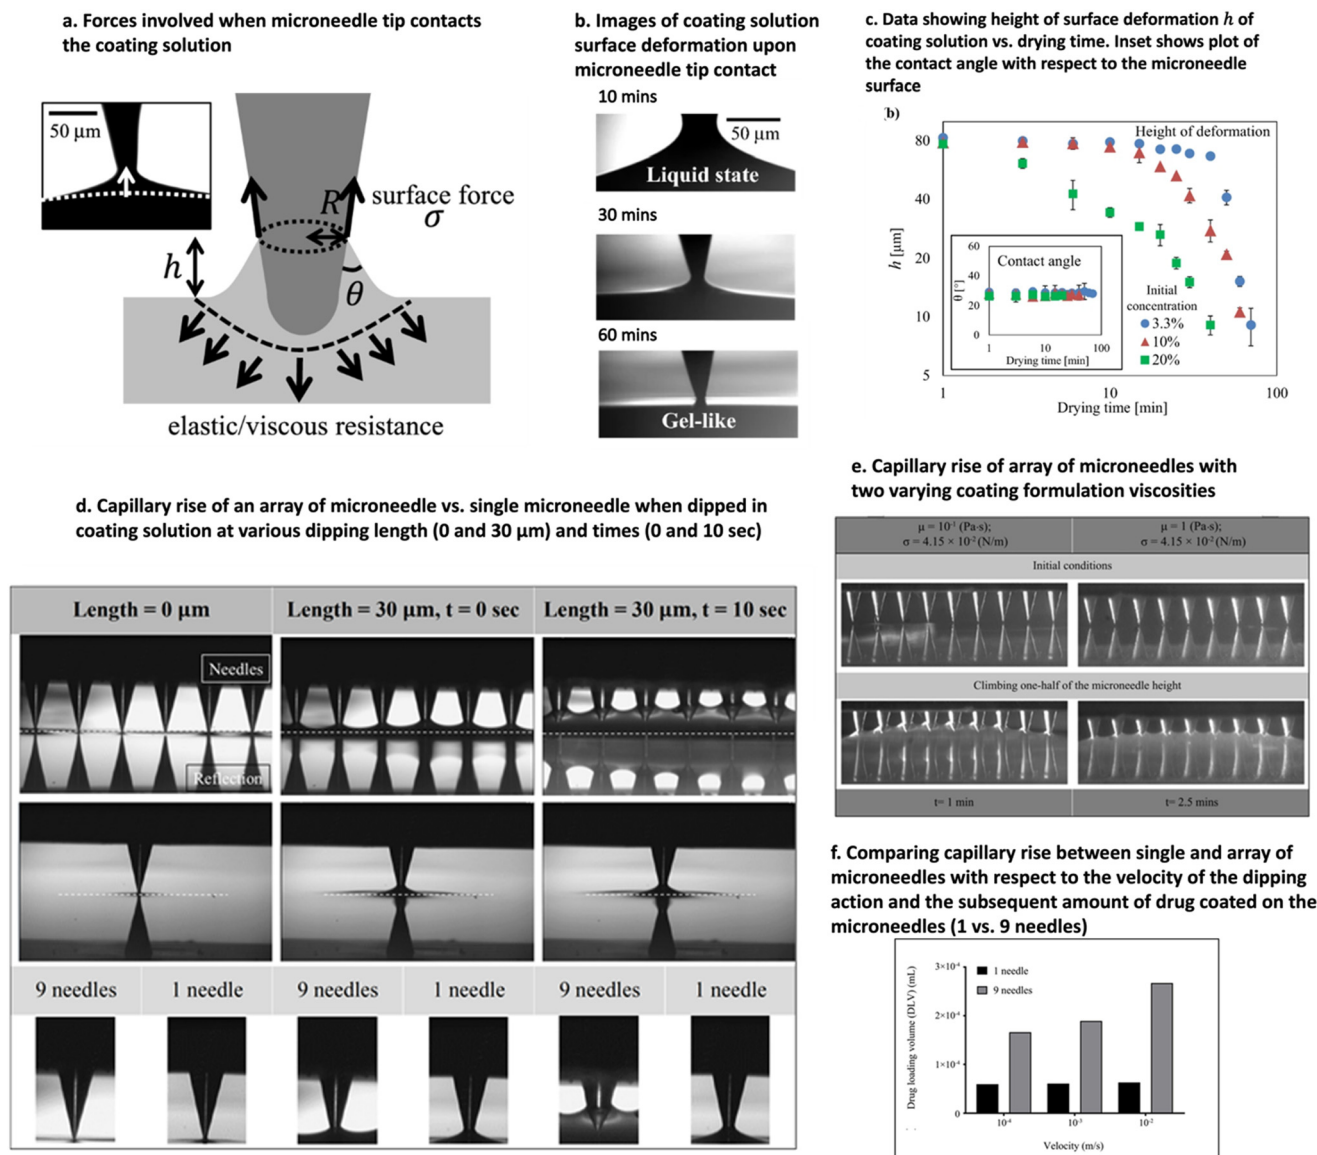 a. Forces involved when microneedle tip contacts
the coating solution
50 μm
R
surface force
σ
h
θ
elastic/viscous resistance
b. Images of coating solution
surface deformation upon
microneedle tip contact
10 mins
50 μm
Liquid state
30 mins
60 mins
Gel-like
c. Data showing height of surface deformation h of
coating solution vs. drying time. Inset shows plot of
the contact angle with respect to the microneedle
surface
b)
Height of deformation
80
40
20
10
5
h [μm]
1
10
100
Drying time [min]
Contact angle
60
40
20
0
θ [°]
1
10
100
Drying time [min]
Initial
concentration
3.3%
10%
20%
d. Capillary rise of an array of microneedle vs. single microneedle when dipped in
coating solution at various dipping length (0 and 30 μm) and times (0 and 10 sec)
Length = 0 μm
Length = 30 μm, t = 0 sec
Length = 30 μm, t = 10 sec
Needles
Reflection
9 needles
1 needle
9 needles
1 needle
9 needles
1 needle
e. Capillary rise of array of microneedles with
two varying coating formulation viscosities
μ = 10⁻¹ (Pa·s);
σ = 4.15 × 10⁻² (N/m)
μ = 1 (Pa·s);
σ = 4.15 × 10⁻² (N/m)
Initial conditions
Climbing one-half of the microneedle height
t= 1 min
t= 2.5 mins
f. Comparing capillary rise between single and array of
microneedles with respect to the velocity of the dipping
action and the subsequent amount of drug coated on the
microneedles (1 vs. 9 needles)
Drug loading volume (DLV) (mL)
3×10⁻⁴
2×10⁻⁴
1×10⁻⁴
0
1 needle
9 needles
10⁻⁴
10⁻³
10⁻²
Velocity (m/s)